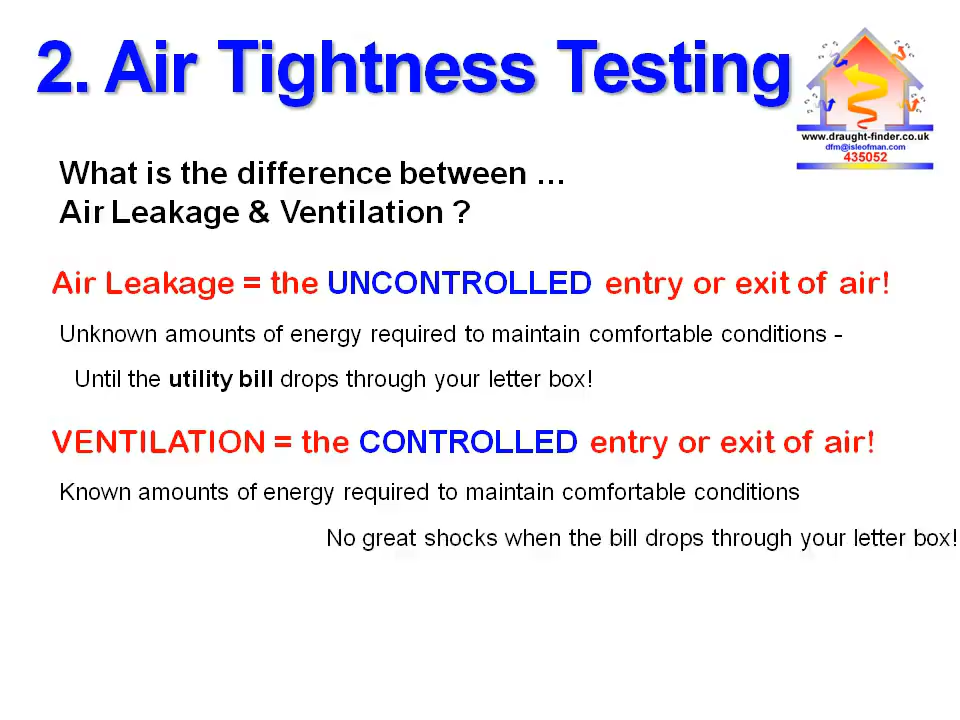 2. Air Tightness Testing
www.draught-finder.co.uk
dfm@isleofman.com
435052
What is the difference between ...
Air Leakage & Ventilation ?
Air Leakage = the UNCONTROLLED entry or exit of air!
Unknown amounts of energy required to maintain comfortable conditions -
Until the utility bill drops through your letter box!
VENTILATION = the CONTROLLED entry or exit of air!
Known amounts of energy required to maintain comfortable conditions
No great shocks when the bill drops through your letter box!